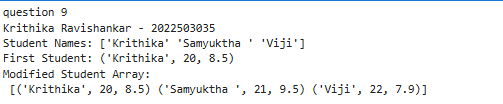 question 9
Krithika Ravishankar - 2022503035
Student Names: ['Krithika' 'Samyuktha ' 'Viji']
First Student: ('Krithika', 20, 8.5)
Modified Student Array:
 [('Krithika', 20, 8.5) ('Samyuktha ', 21, 9.5) ('Viji', 22, 7.9)]